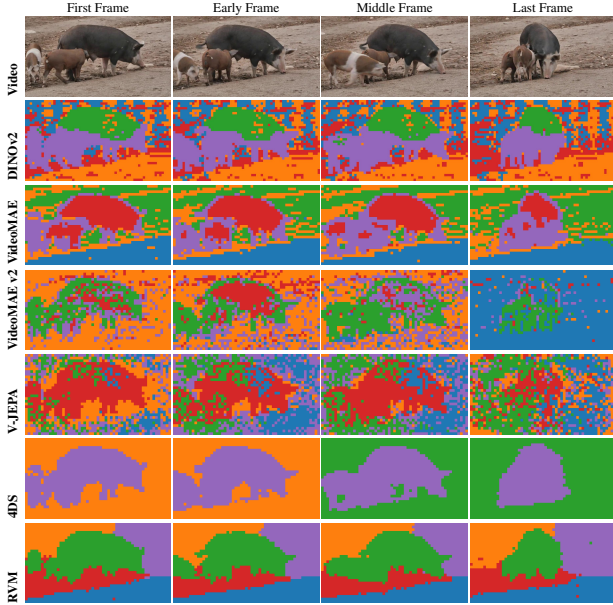 First Frame Early Frame Middle Frame Last Frame
Video
DINOv2
VideoMAE
VideoMAE v2
V-JEPA
4DS
RVM